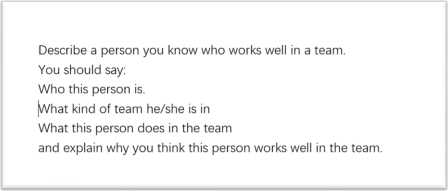 Describe a person you know who works well in a team.
You should say:
Who this person is.
What kind of team he/she is in
What this person does in the team
and explain why you think this person works well in the team.